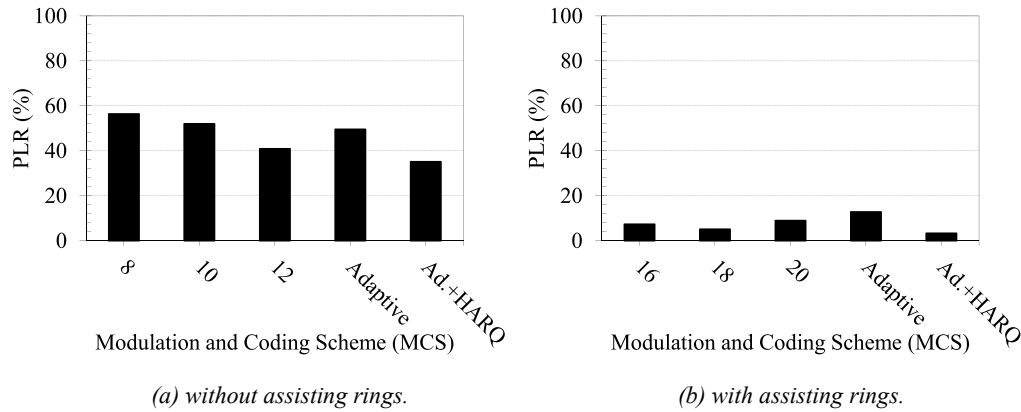 100
80
60
40
20
0
PLR (%)
8
10
12
Adaptive
Ad.+HARQ
Modulation and Coding Scheme (MCS)
(a) without assisting rings.
100
80
60
40
20
0
PLR (%)
16
18
20
Adaptive
Ad.+HARQ
Modulation and Coding Scheme (MCS)
(b) with assisting rings.